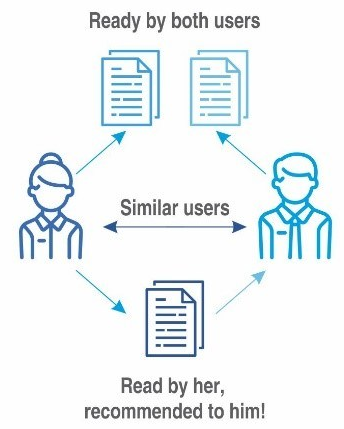 Ready by both users
Similar users
Read by her,
recommended to him!